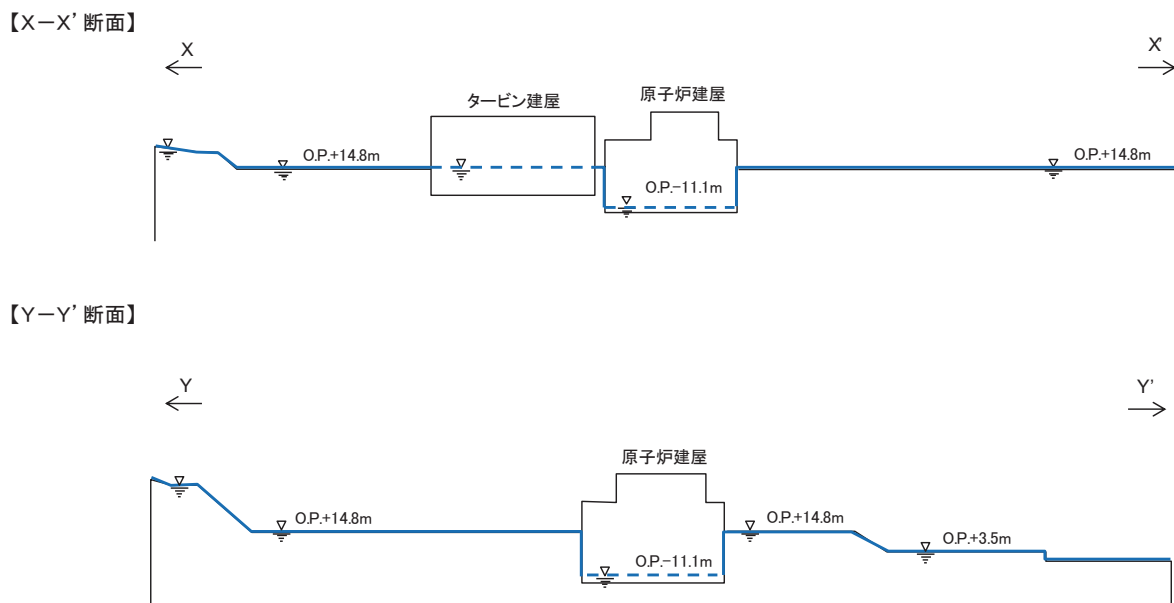 【X−X’断面】
X X’
タービン建屋 原子炉建屋
O.P.+14.8m O.P.+14.8m
O.P.−11.1m
【Y−Y’断面】
Y Y'
原子炉建屋
O.P.+14.8m O.P.+14.8m
O.P.+3.5m
O.P.−11.1m